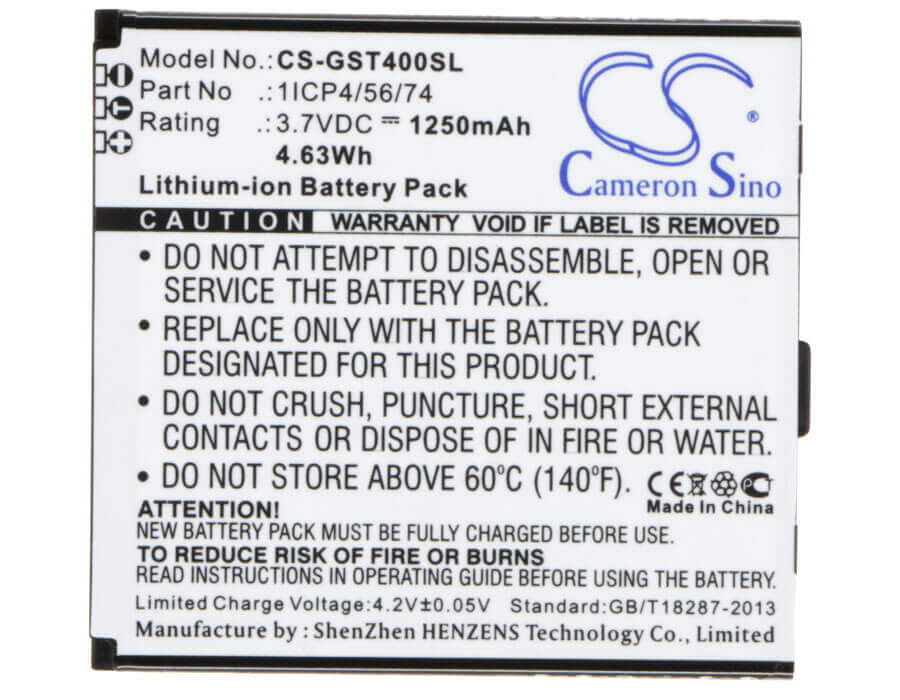 Model No.: CS-GST400SL
Part No .: 1ICP4/56/74
Rating .: 3.7VDC ⎓ 1250mAh
4.63Wh
Lithium-ion Battery Pack
CS
®
Cameron Sino
CAUTION WARRANTY VOID IF LABEL IS REMOVED
• DO NOT ATTEMPT TO DISASSEMBLE, OPEN OR
SERVICE THE BATTERY PACK.
• REPLACE ONLY WITH THE BATTERY PACK
DESIGNATED FOR THIS PRODUCT.
• DO NOT CRUSH, PUNCTURE, SHORT EXTERNAL
CONTACTS OR DISPOSE OF IN FIRE OR WATER.
• DO NOT STORE ABOVE 60°C (140°F).
CE
Made In China
ATTENTION!
NEW BATTERY PACK MUST BE FULLY CHARGED BEFORE USE.
TO REDUCE RISK OF FIRE OR BURNS
READ INSTRUCTIONS IN OPERATING GUIDE BEFORE USING THE BATTERY.
Limited Charge Voltage:4.2V±0.05V Standard:GB/T18287-2013
Manufacture by : ShenZhen HENZENS Technology Co.,Ltd